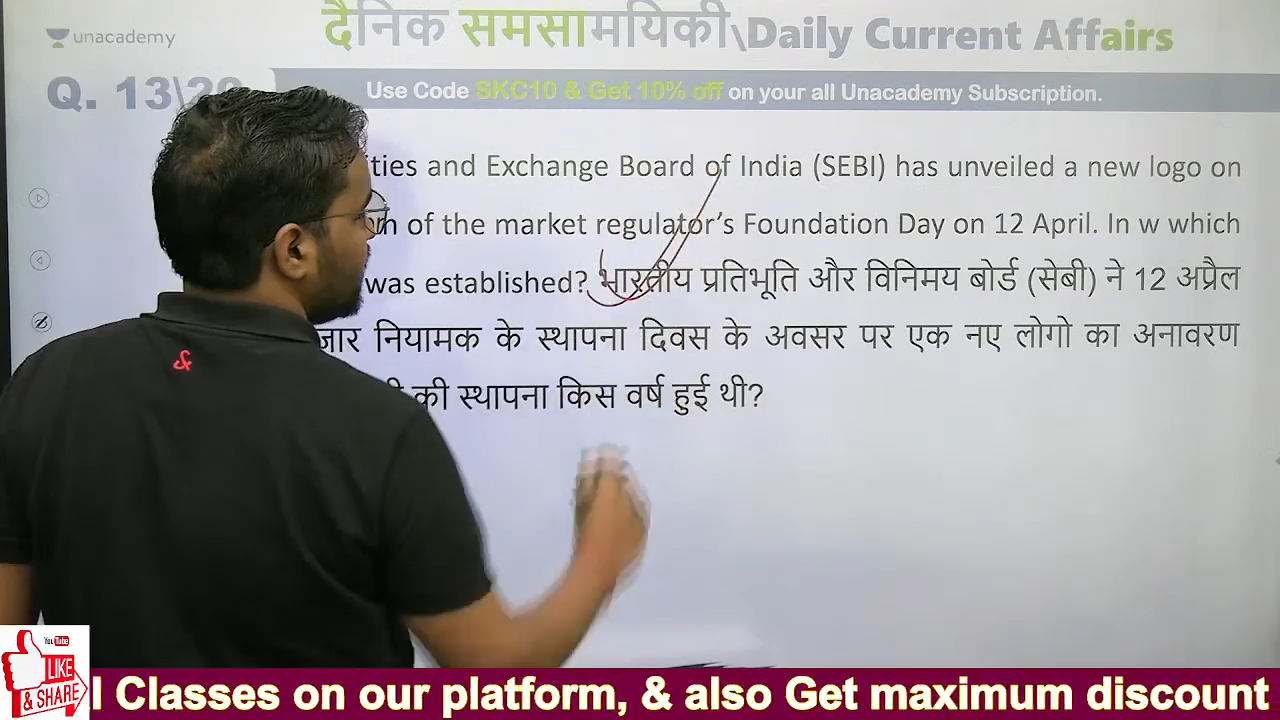 unacademy
दैनिक समसामयिकी\Daily Current Affairs
Q. 13\20
Use Code SKC10 & Get 10% off on your all Unacademy Subscription.
and Exchange Board of India (SEBI) has unveiled a new logo on
of the market regulator's Foundation Day on 12 April. In w which
was established? भारतीय प्रतिभूति और विनिमय बोर्ड (सेबी) ने 12 अप्रैल
नियामक के स्थापना दिवस के अवसर पर एक नए लोगो का अनावरण
की स्थापना किस वर्ष हुई थी?
YouTube
LIKE
& SHARE
l Classes on our platform, & also Get maximum discount